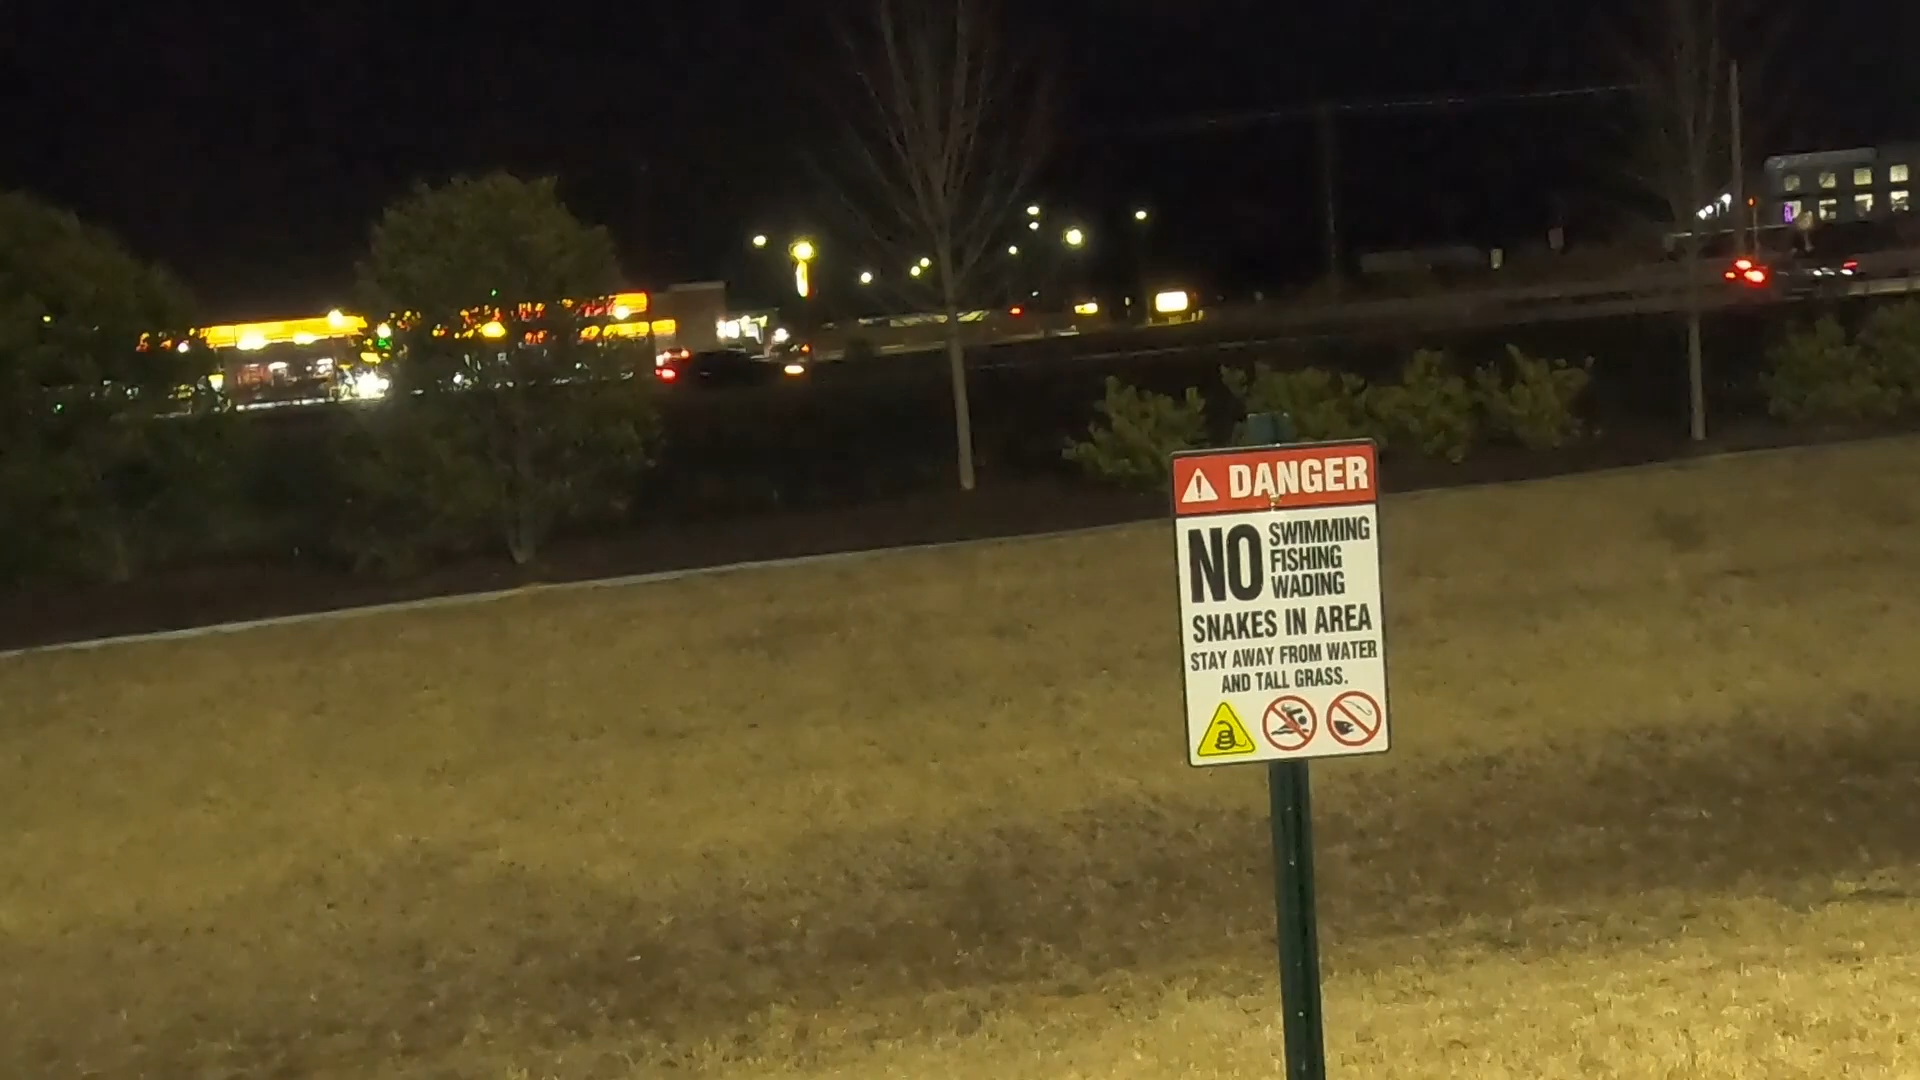 DANGER
NO SWIMMING
FISHING
WADING
SNAKES IN AREA
STAY AWAY FROM WATER
AND TALL GRASS.